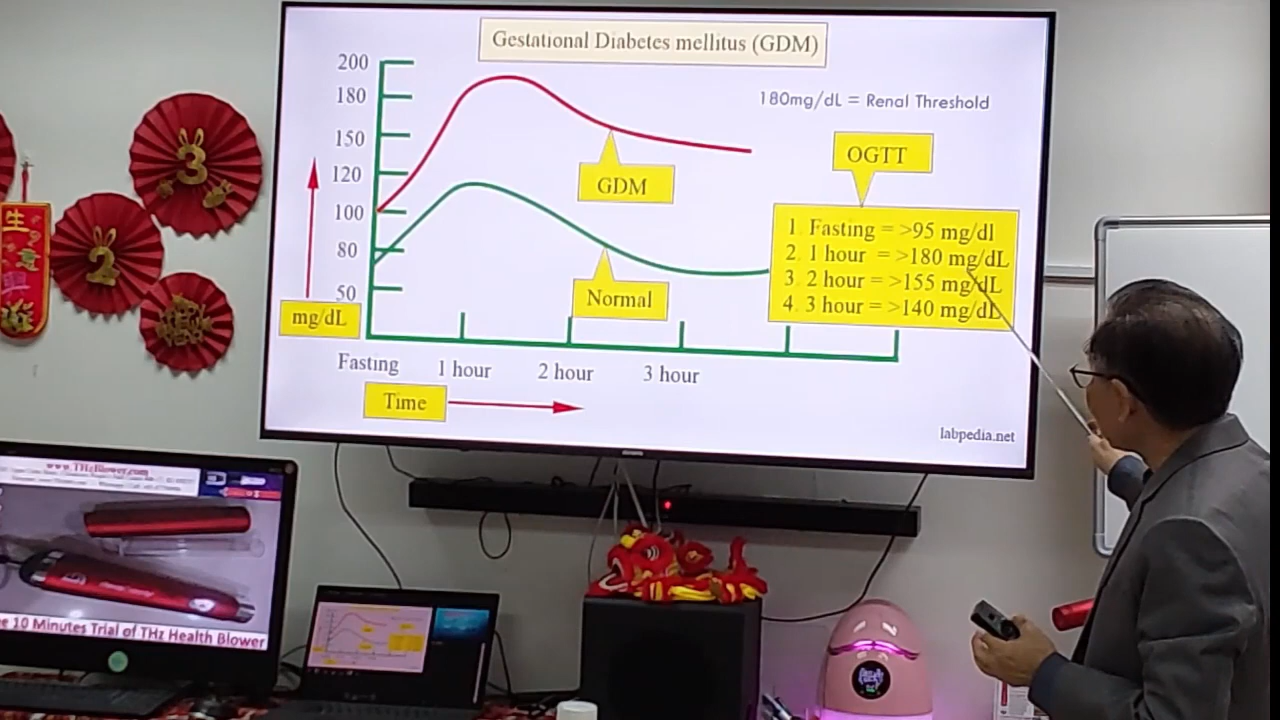 Gestational Diabetes mellitus (GDM)
200
180
150
120
100
80
50
mg/dL
180mg/dL = Renal Threshold
OGTT
GDM
Normal
1. Fasting = >95 mg/dl
2. 1 hour = >180 mg/dL
3. 2 hour = >155 mg/dL
4. 3 hour = >140 mg/dL
Fasting
1 hour
2 hour
3 hour
Time
labpedia.net
3
2
生
www.THzBlower.com
e 10 Minutes Trial of THz Health Blower